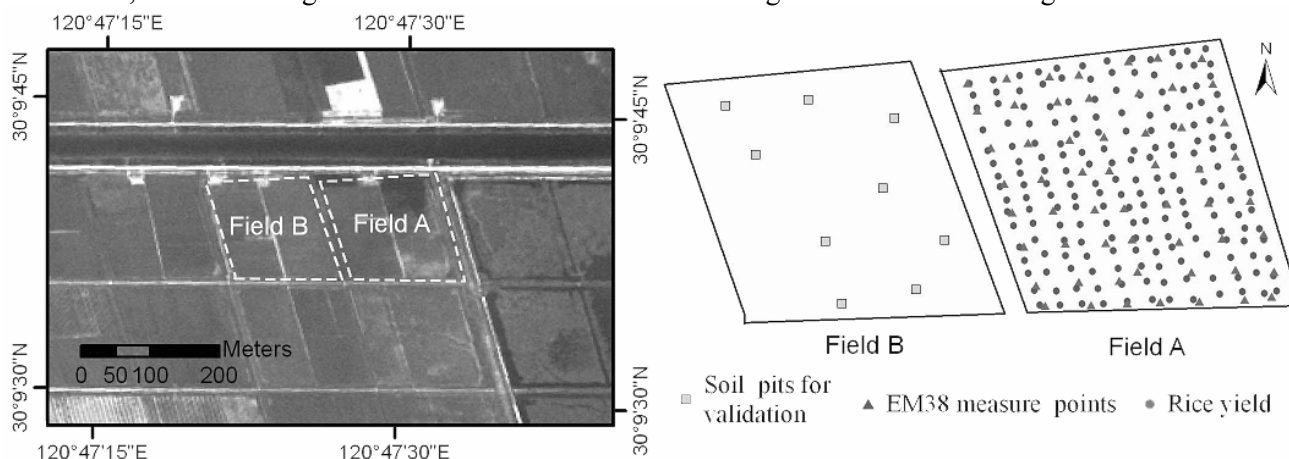 120°47'15"E 120°47'30"E
30°9'45"N
30°9'45"N
Field B
Field A
Meters
0 50 100 200
30°9'30"N
30°9'30"N
120°47'15"E 120°47'30"E
N
Field B
Field A
Soil pits for
validation
EM38 measure points
Rice yield